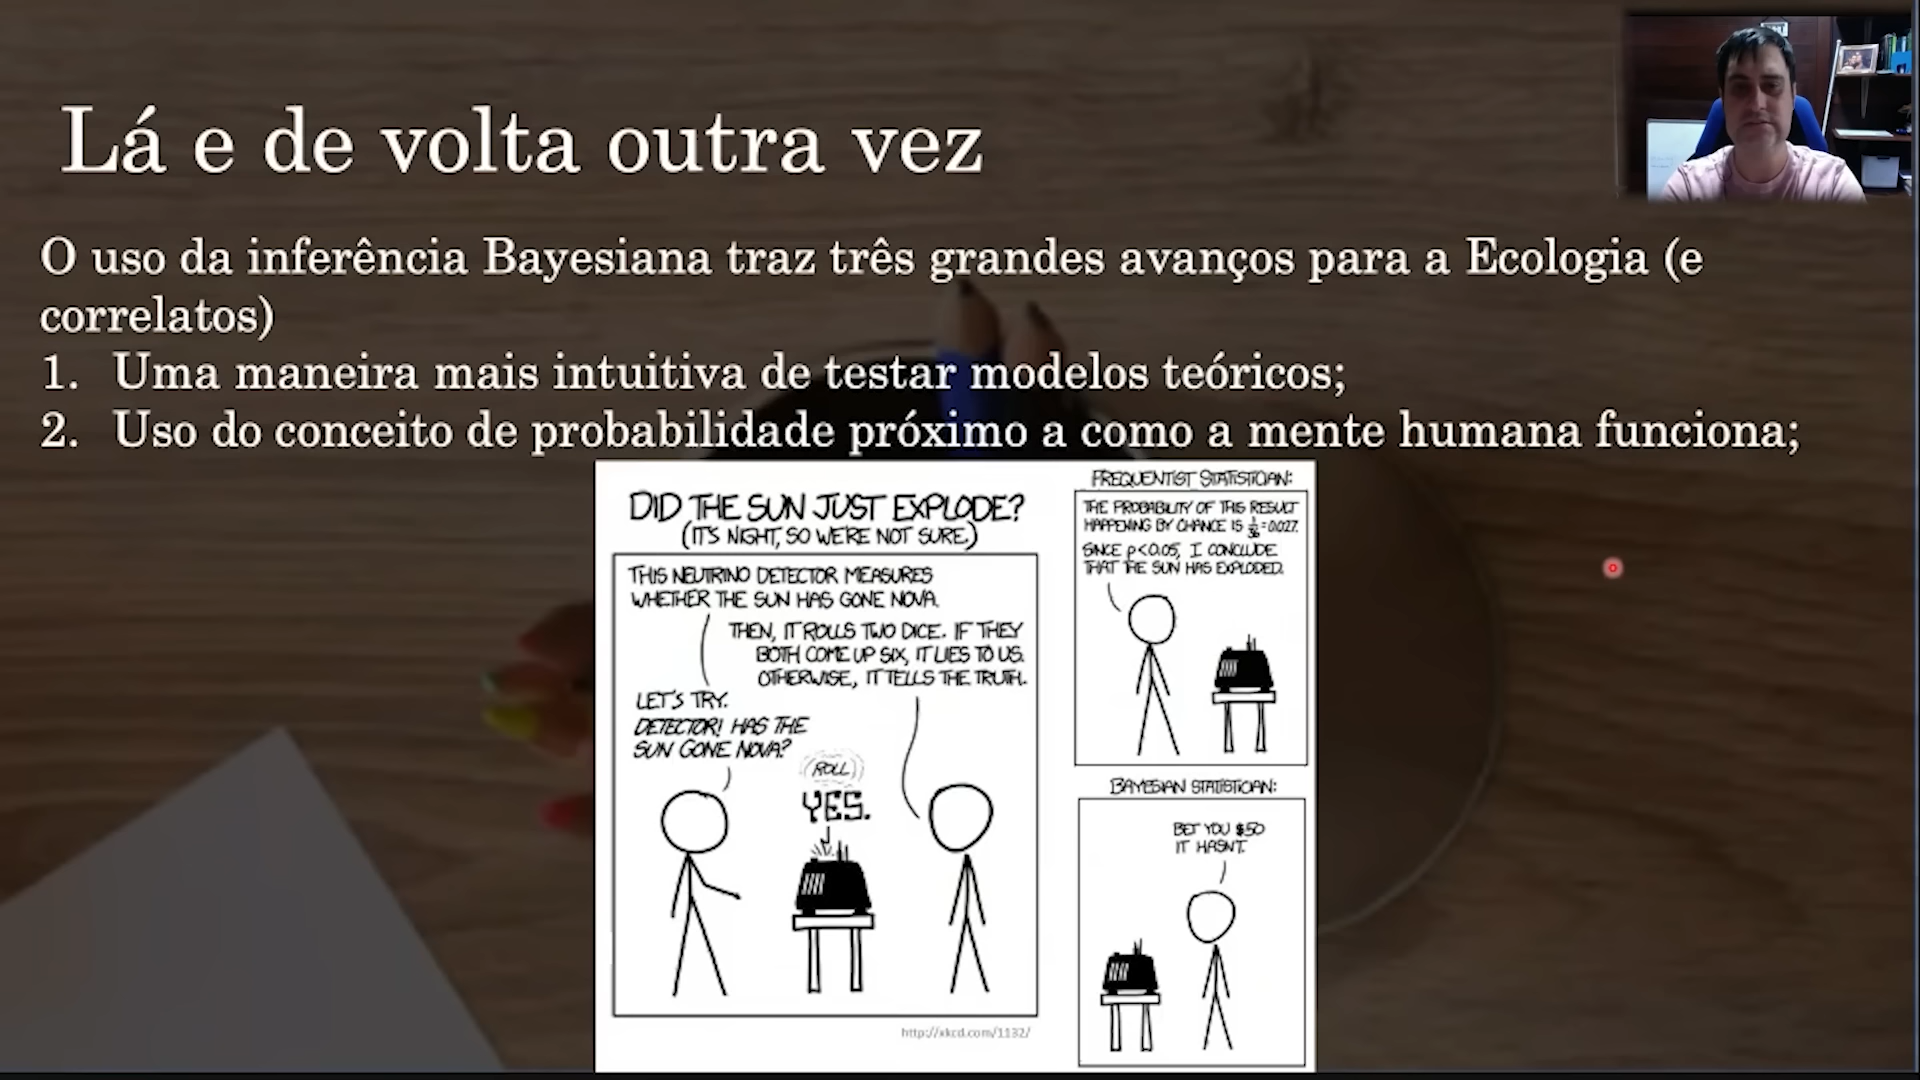 Lá e de volta outra vez
O uso da inferência Bayesiana traz três grandes avanços para a Ecologia (e
correlatos)
1. Uma maneira mais intuitiva de testar modelos teóricos;
2. Uso do conceito de probabilidade próximo a como a mente humana funciona;
DID THE SUN JUST EXPLODE?
(IT'S NIGHT, SO WE'RE NOT SURE.)
THIS NEUTRINO DETECTOR MEASURES
WHETHER THE SUN HAS GONE NOVA.
THEN, IT ROLLS TWO DICE. IF THEY
BOTH COME UP SIX, IT LIES TO US.
OTHERWISE, IT TELLS THE TRUTH.
LET'S TRY.
DETECTOR! HAS THE
SUN GONE NOVA?
(ROLL)
YES.
http://xkcd.com/1132/
FREQUENTIST STATISTICIAN:
THE PROBABILITY OF THIS RESULT
HAPPENING BY CHANCE IS 1/36=0.027.
SINCE p<0.05, I CONCLUDE
THAT THE SUN HAS EXPLODED.
BAYESIAN STATISTICIAN:
BET YOU $50
IT HASN'T.